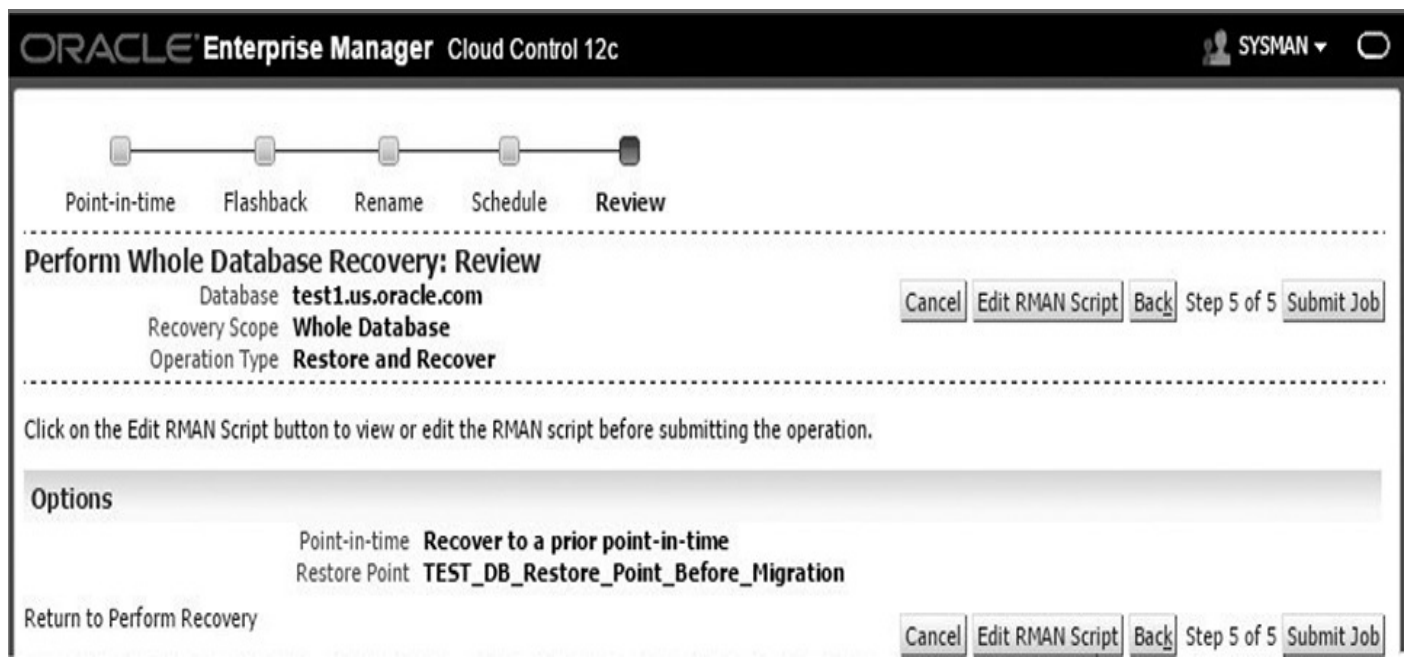 ORACLE Enterprise Manager Cloud Control 12c SYSMAN
Point-in-time Flashback Rename Schedule Review
Perform Whole Database Recovery: Review
Database test1.us.oracle.com
Cancel Edit RMAN Script Back Step 5 of 5 Submit Job
Recovery Scope Whole Database
Operation Type Restore and Recover
Click on the Edit RMAN Script button to view or edit the RMAN script before submitting the operation.
Options
Point-in-time Recover to a prior point-in-time
Restore Point TEST_DB_Restore_Point_Before_Migration
Return to Perform Recovery
Cancel Edit RMAN Script Back Step 5 of 5 Submit Job